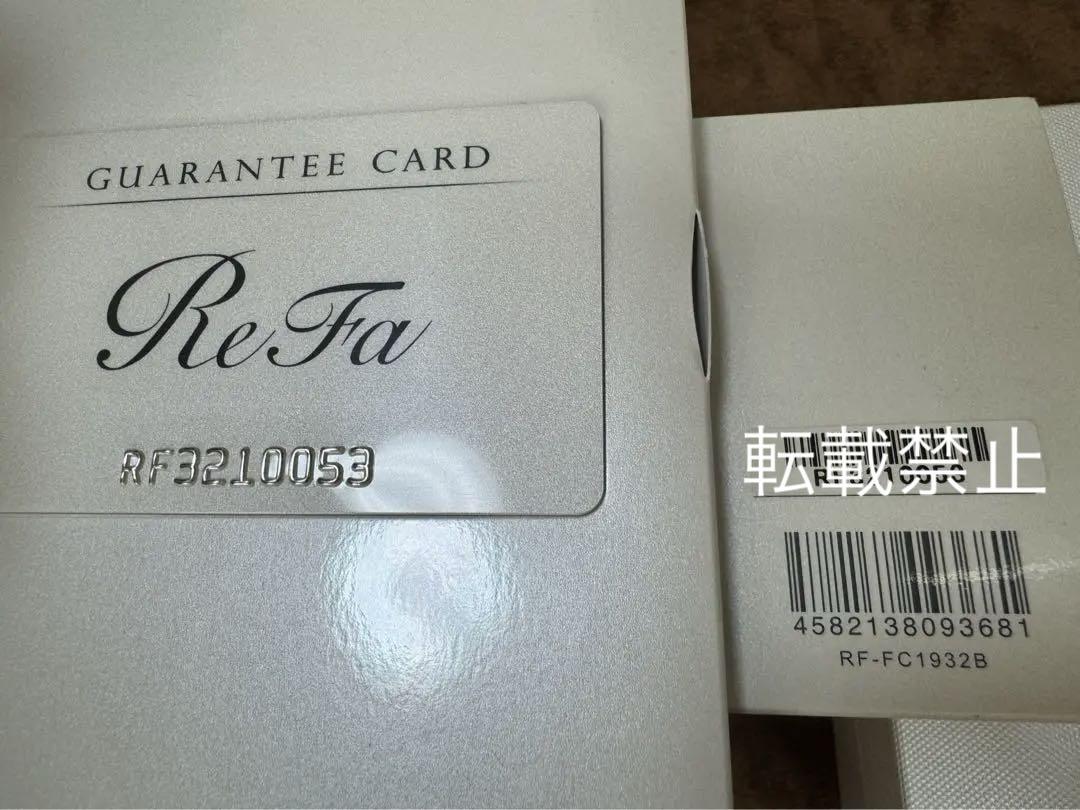 GUARANTEE CARD
ReFa
RF3210053
転載禁止
4582138093681
RF-FC1932B